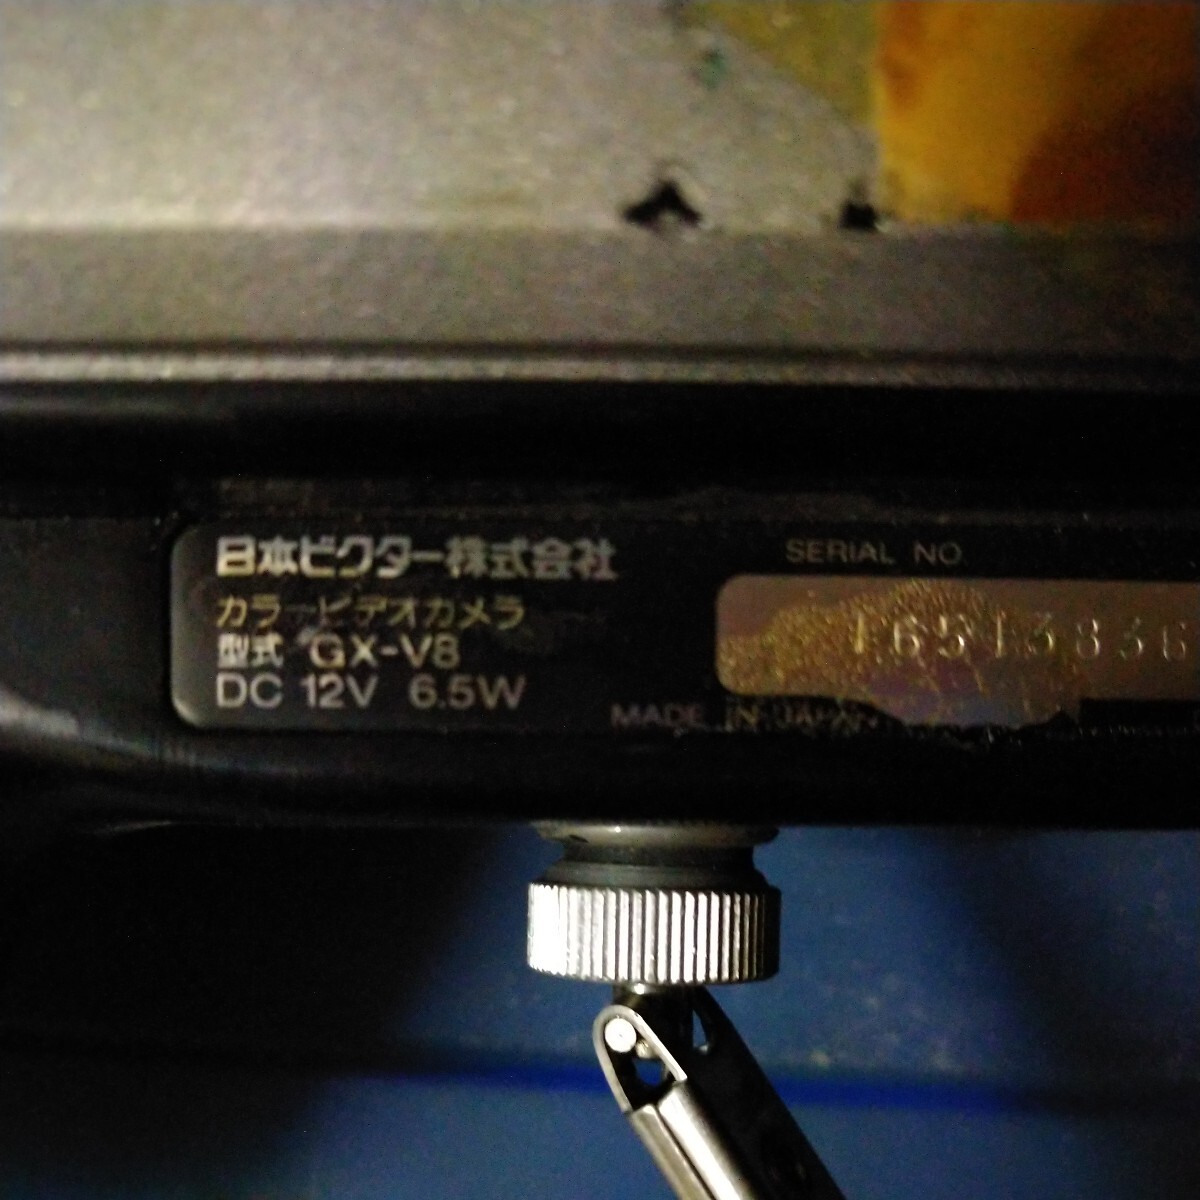 日本ビクター株式会社
カラービデオカメラ
型式 GX-V8
DC 12V 6.5W
SERIAL NO.
16513836
MADE IN JAPAN